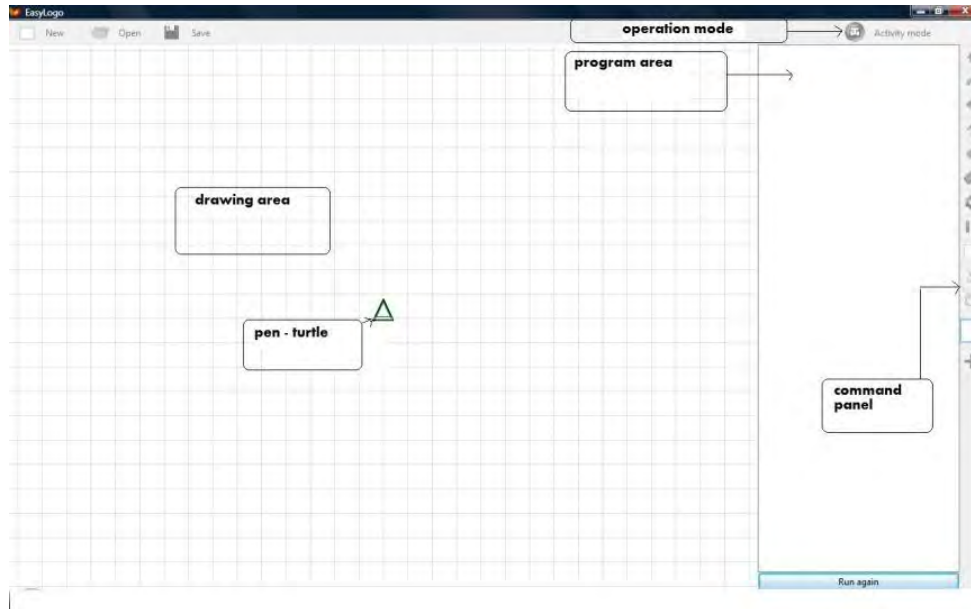 EasyLogo
New Open Save
operation mode
Activity mode
program area
drawing area
pen - turtle
command
panel
Run again